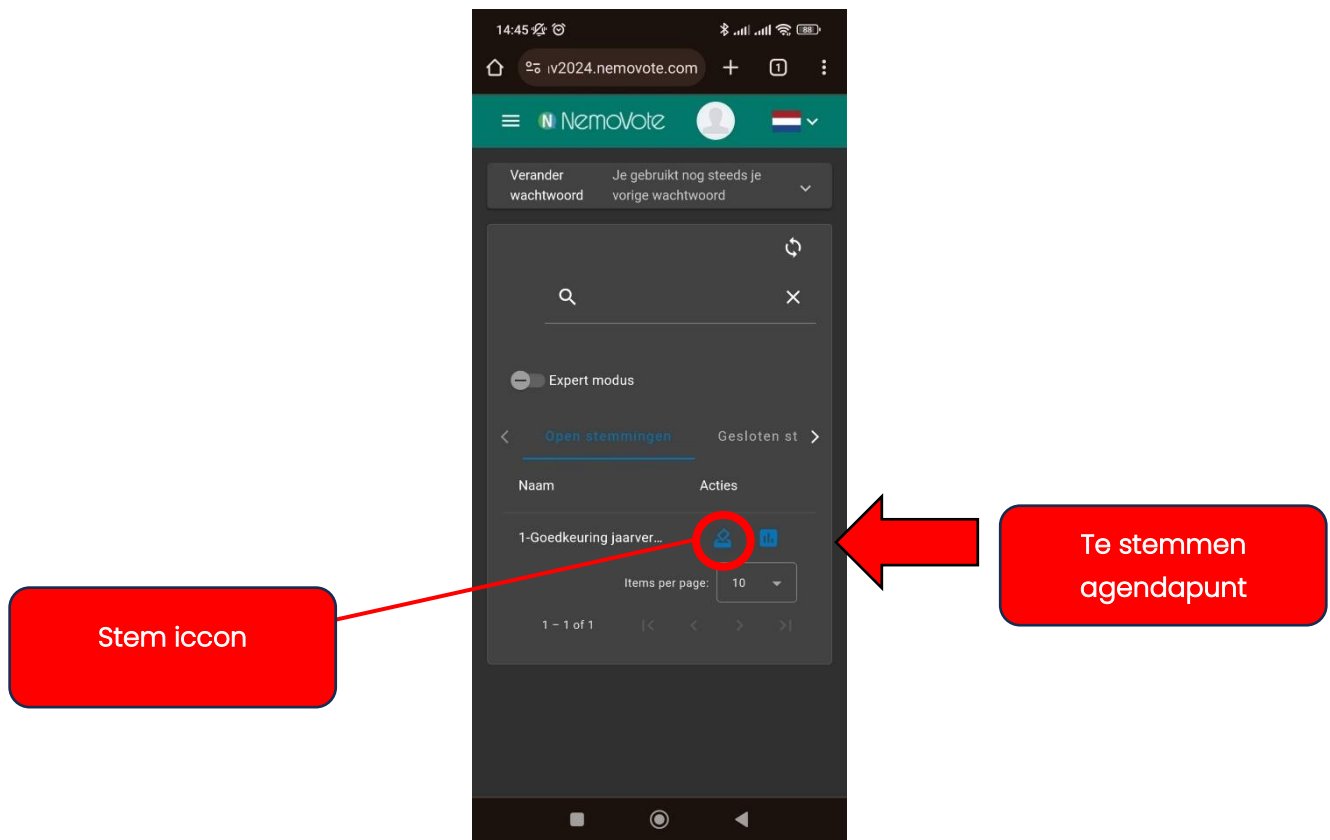 14:45
88
ıv2024.nemovote.com
1
N NemoVote
Verander wachtwoord
Je gebruikt nog steeds je vorige wachtwoord
Expert modus
Open stemmingen
Gesloten st
Naam
Acties
1-Goedkeuring jaarver…
Items per page:
10
1 – 1 of 1
Stem iccon
Te stemmen
agendapunt